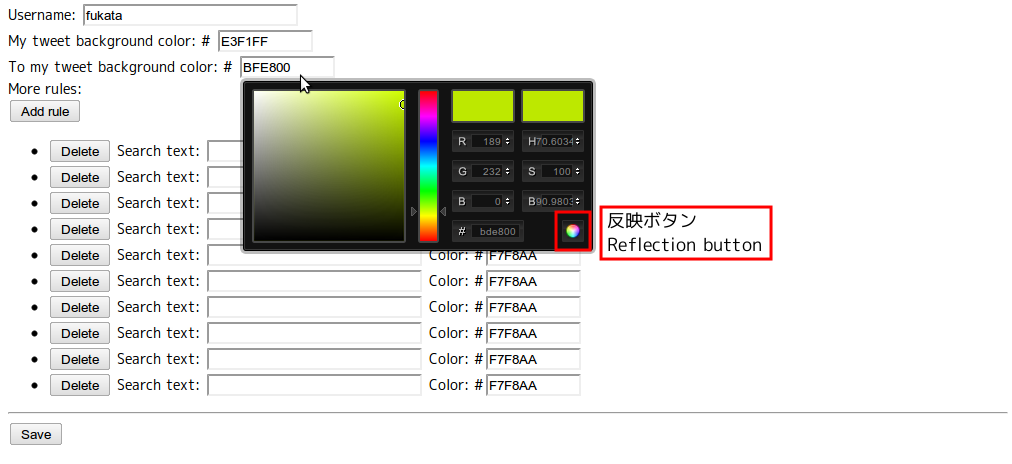 Username: fukata
My tweet background color: # E3F1FF
To my tweet background color: # BFE800
More rules:
Add rule
R 189 H 70.6034
G 232 S 100
B 0 B 90.9803
# bde800
反映ボタン
Reflection button
Delete Search text:
Delete Search text:
Delete Search text:
Delete Search text:
Delete Search text: Color: # F7F8AA
Delete Search text: Color: # F7F8AA
Delete Search text: Color: # F7F8AA
Delete Search text: Color: # F7F8AA
Delete Search text: Color: # F7F8AA
Delete Search text: Color: # F7F8AA
Save